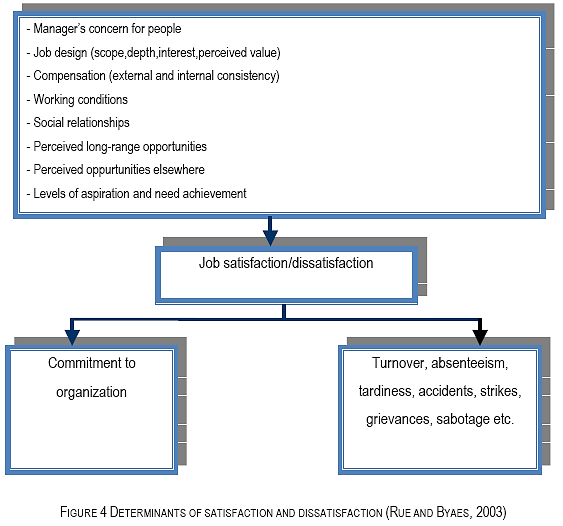 - Manager's concern for people
- Job design (scope,depth,interest,perceived value)
- Compensation (external and internal consistency)
- Working conditions
- Social relationships
- Perceived long-range opportunities
- Perceived oppurtunities elsewhere
- Levels of aspiration and need achievement
Job satisfaction/dissatisfaction
Commitment to
organization
Turnover, absenteeism,
tardiness, accidents, strikes,
grievances, sabotage etc.
FIGURE 4 DETERMINANTS OF SATISFACTION AND DISSATISFACTION (RUE AND BYAES, 2003)